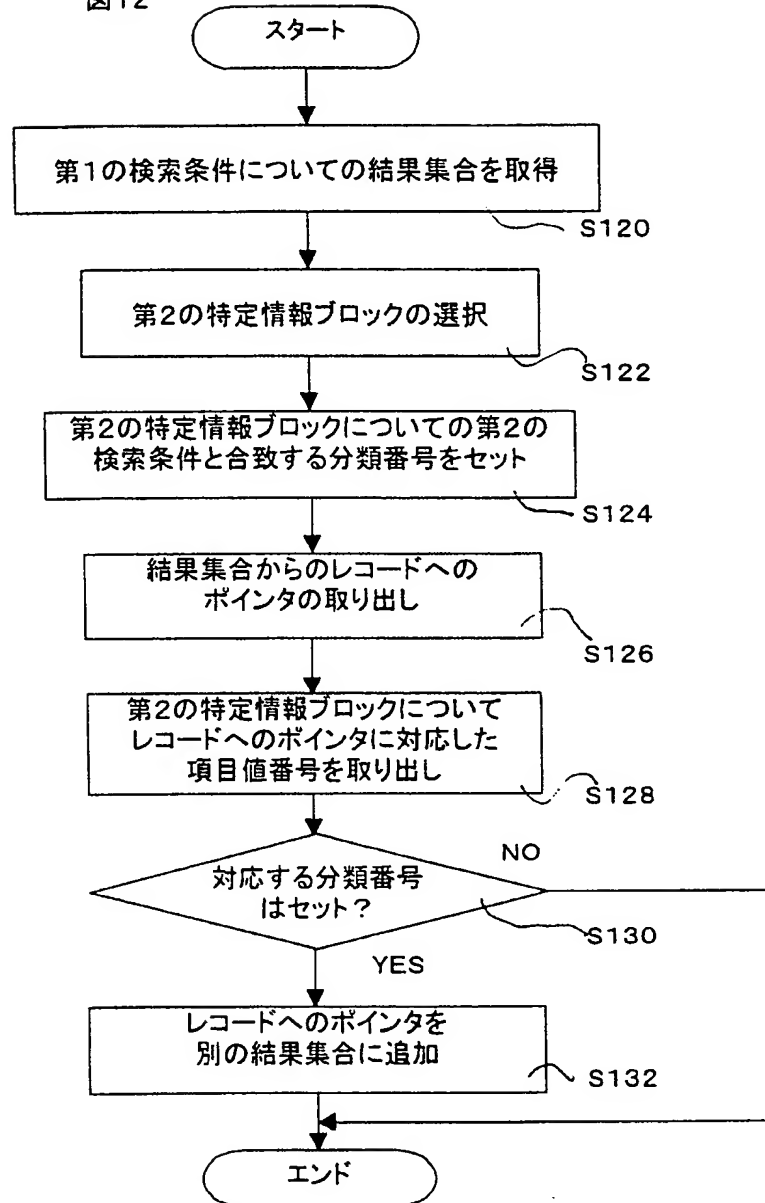 図12
スタート
第1の検索条件についての結果集合を取得
S120
第2の特定情報ブロックの選択
S122
第2の特定情報ブロックについての第2の
検索条件と合致する分類番号をセット
S124
結果集合からのレコードへの
ポインタの取り出し
S126
第2の特定情報ブロックについて
レコードへのポインタに対応した
項目値番号を取り出し
S128
NO
対応する分類番号
はセット？
S130
YES
レコードへのポインタを
別の結果集合に追加
S132
エンド